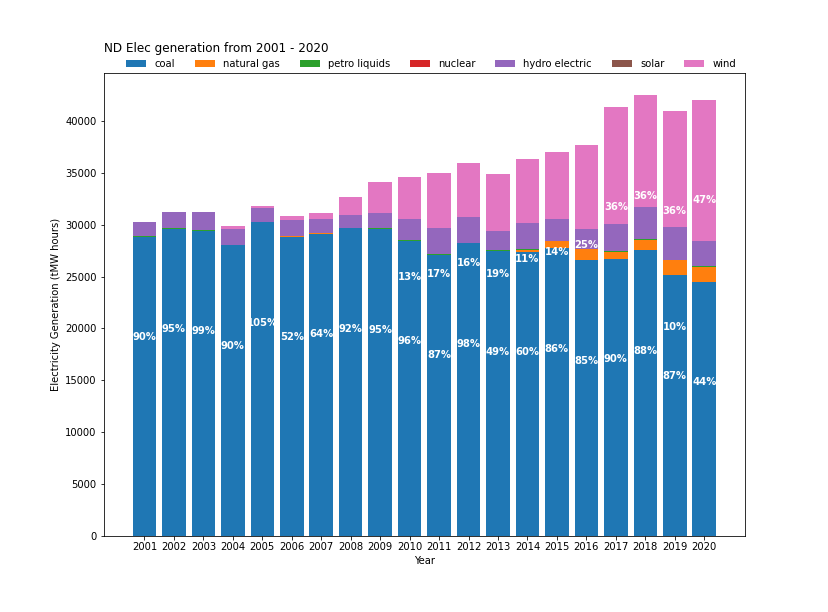 ND Elec generation from 2001 - 2020
coal natural gas petro liquids nuclear hydro electric solar wind
Electricity Generation (tMW hours)
40000
35000
30000
25000
20000
15000
10000
5000
0
36% 36% 36% 47%
13% 17% 16% 19% 11% 14% 25%
90% 95% 99% 90% 105% 52% 64% 92% 95% 96% 87% 98% 49% 60% 86% 85% 90% 88% 10% 87% 44%
2001 2002 2003 2004 2005 2006 2007 2008 2009 2010 2011 2012 2013 2014 2015 2016 2017 2018 2019 2020
Year